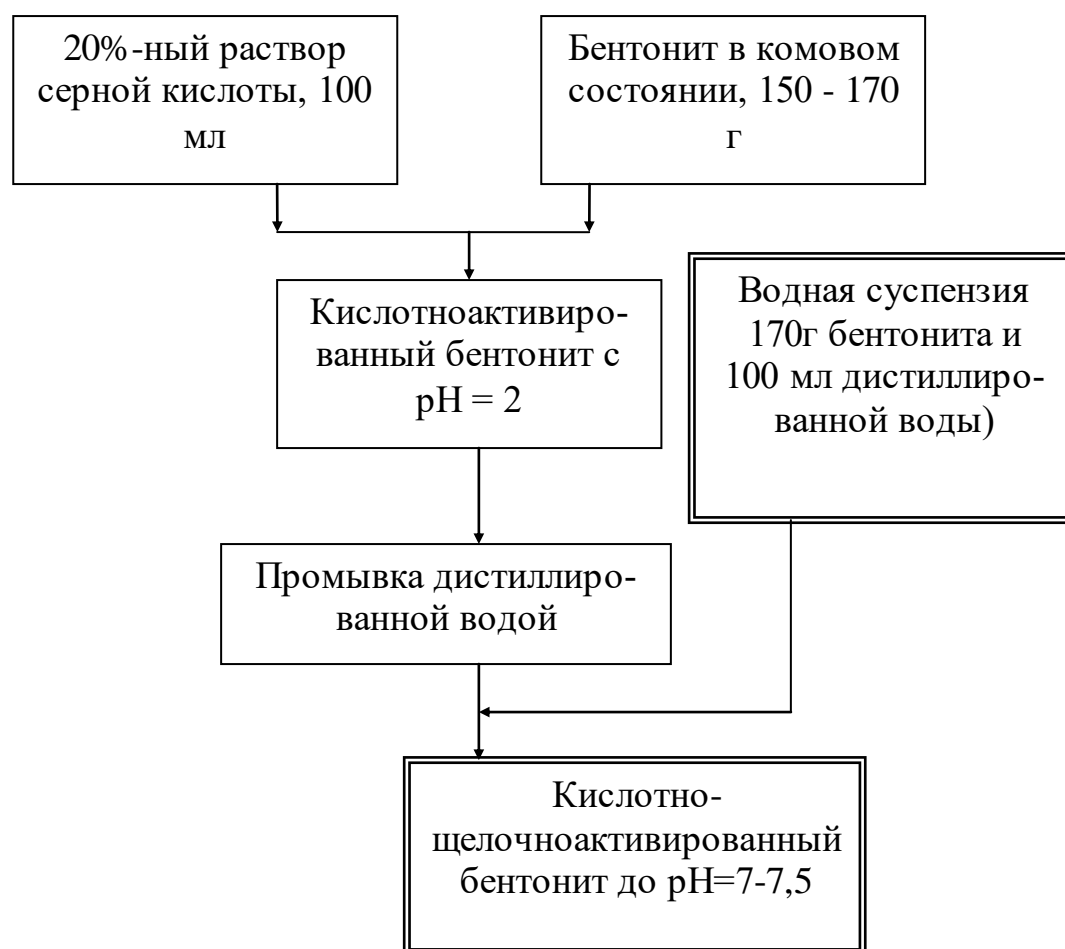 20%-ный раствор
серной кислоты, 100
мл
Бентонит в комовом
состоянии, 150 - 170
г
Кислотноактивиро-
ванный бентонит с
pH = 2
Водная суспензия
170г бентонита и
100 мл дистиллиро-
ванной воды)
Промывка дистиллиро-
ванной водой
Кислотно-
щелочноактивированный
бентонит до pH=7-7,5